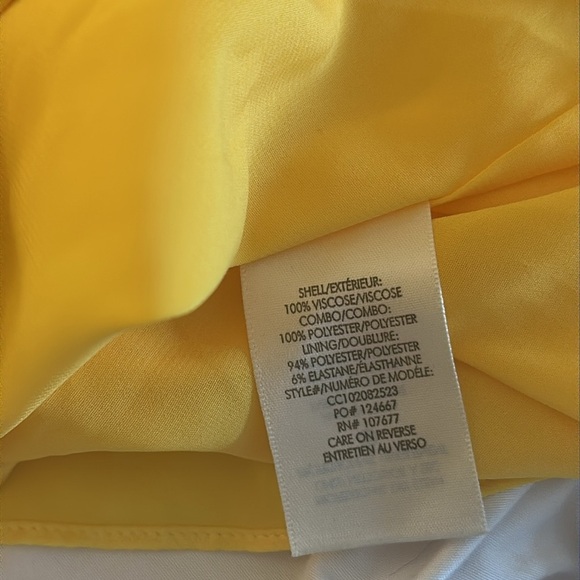 SHELL/EXTÉRIEUR:
100% VISCOSE/VISCOSE
COMBO/COMBO:
100% POLYESTER/POLYESTER
LINING/DOUBLURE:
94% POLYESTER/POLYESTER
6% ELASTANE/ÉLASTHANNE
STYLE#/NUMÉRO DE MODÈLE:
CC102082523
PO# 124667
RN# 107677
CARE ON REVERSE
ENTRETIEN AU VERSO